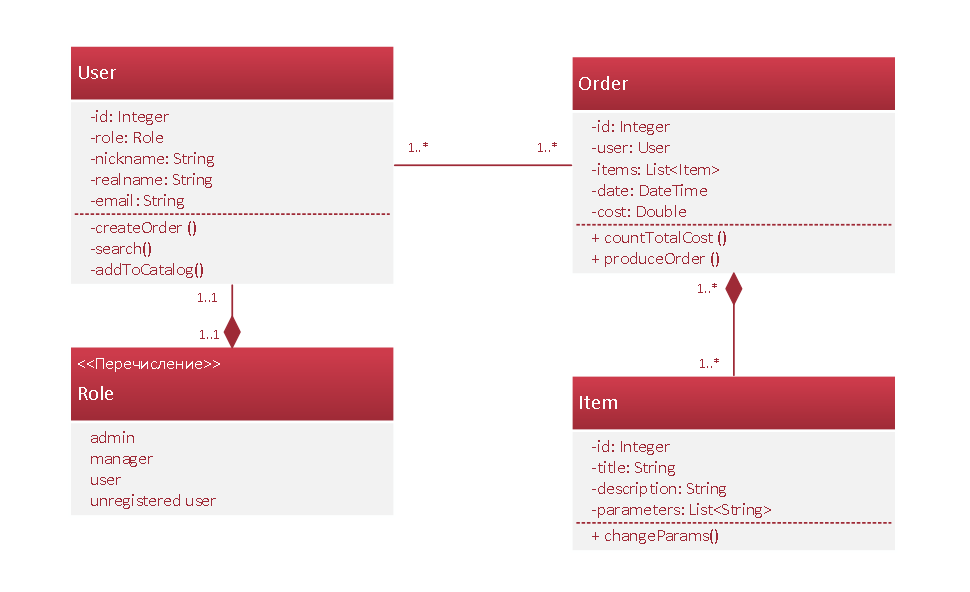 User
-id: Integer
-role: Role
-nickname: String
-realname: String
-email: String
-createOrder ()
-search()
-addToCatalog()
1..*
1..*
Order
-id: Integer
-user: User
-items: List<Item>
-date: DateTime
-cost: Double
+ countTotalCost ()
+ produceOrder ()
1..1
1..1
<<Перечисление>>
Role
admin
manager
user
unregistered user
1..*
1..*
Item
-id: Integer
-title: String
-description: String
-parameters: List<String>
+ changeParams()